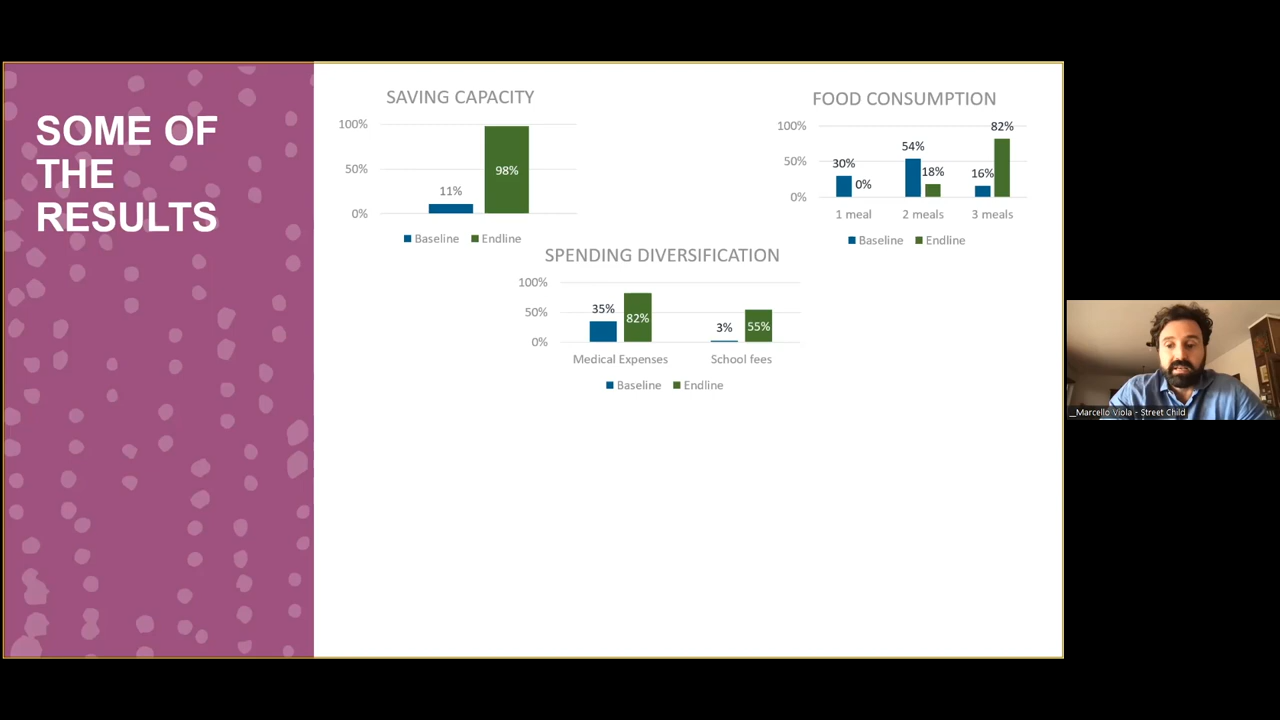 SOME OF
THE
RESULTS
SAVING CAPACITY
100%
50%
0%
11%
98%
Baseline
Endline
FOOD CONSUMPTION
100%
50%
0%
30%
0%
54%
18%
16%
82%
1 meal
2 meals
3 meals
Baseline
Endline
SPENDING DIVERSIFICATION
100%
50%
0%
35%
82%
3%
55%
Medical Expenses
School fees
Baseline
Endline
_Marcello Viola - Street Child